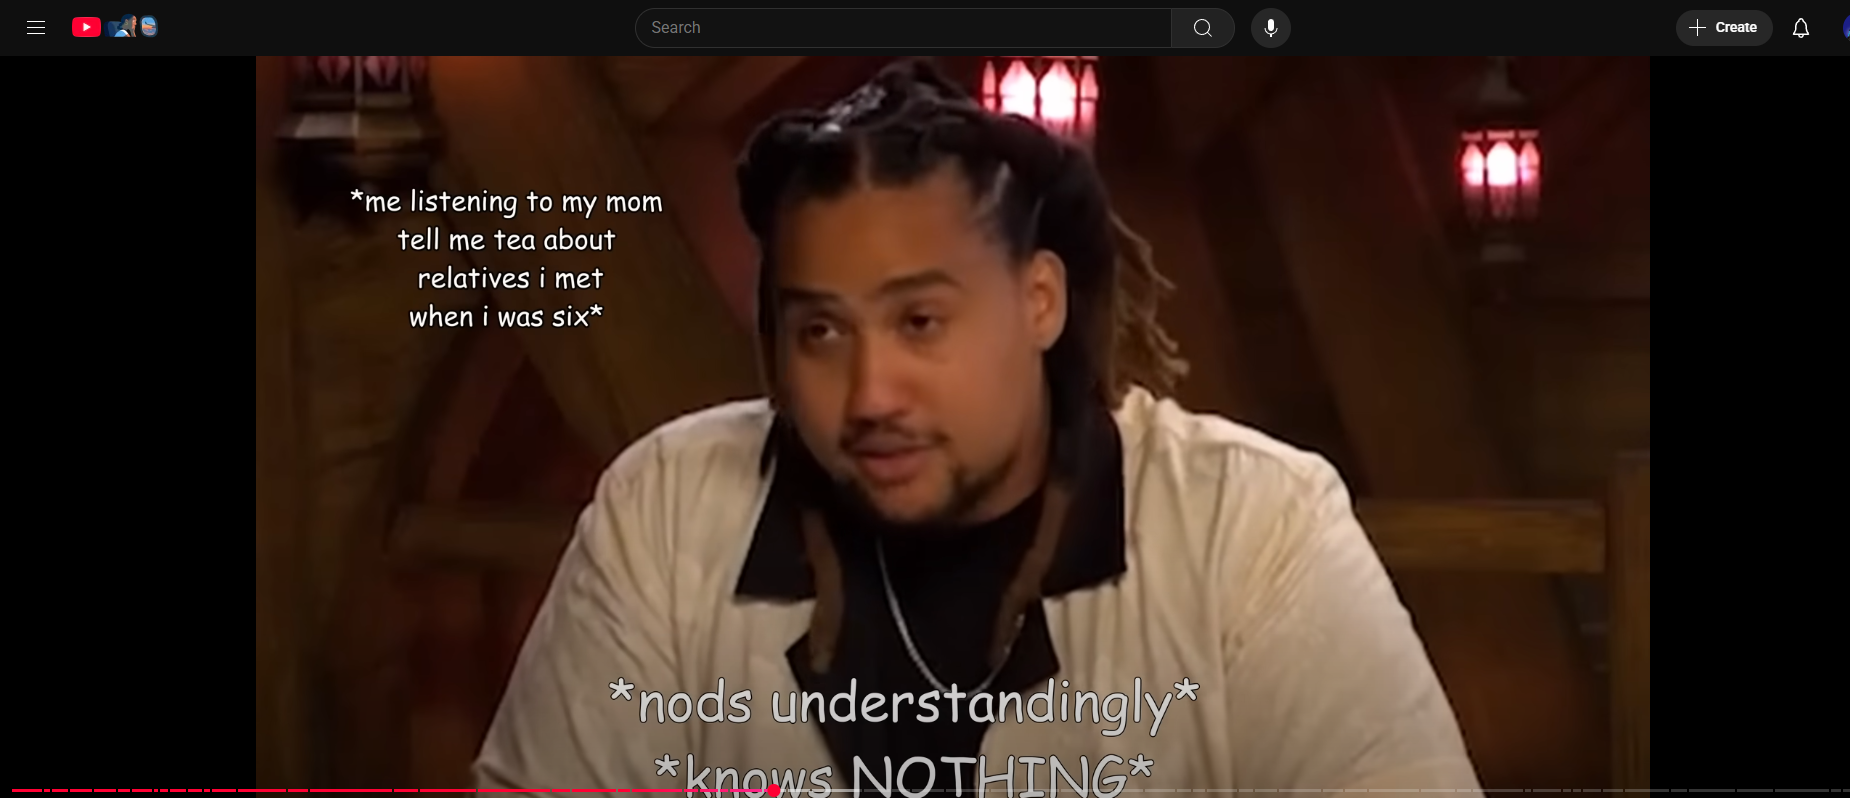 Search
Create
*me listening to my mom
tell me tea about
relatives i met
when i was six*
*nods understandingly*
*knows NOTHING*